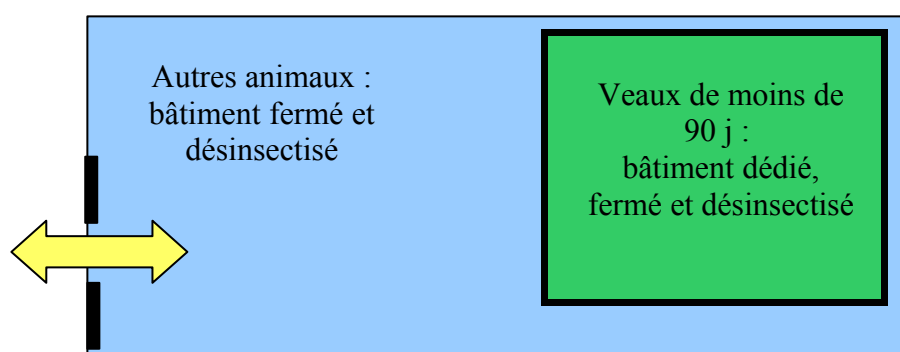 Autres animaux :
bâtiment fermé et
désinsectisé
Veaux de moins de
90 j :
bâtiment dédié,
fermé et désinsectisé